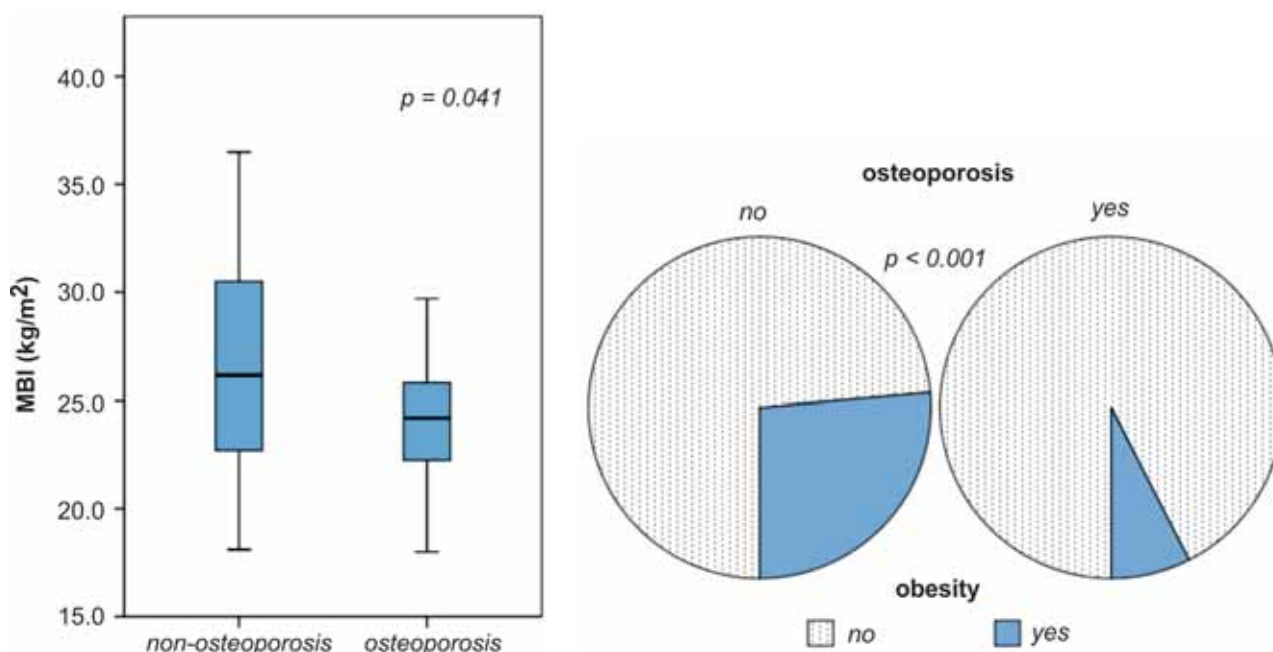 MBI (kg/m²)
40.0
35.0
30.0
25.0
20.0
15.0
p = 0.041
non-osteoporosis
osteoporosis
osteoporosis
no
yes
p < 0.001
obesity
no
yes